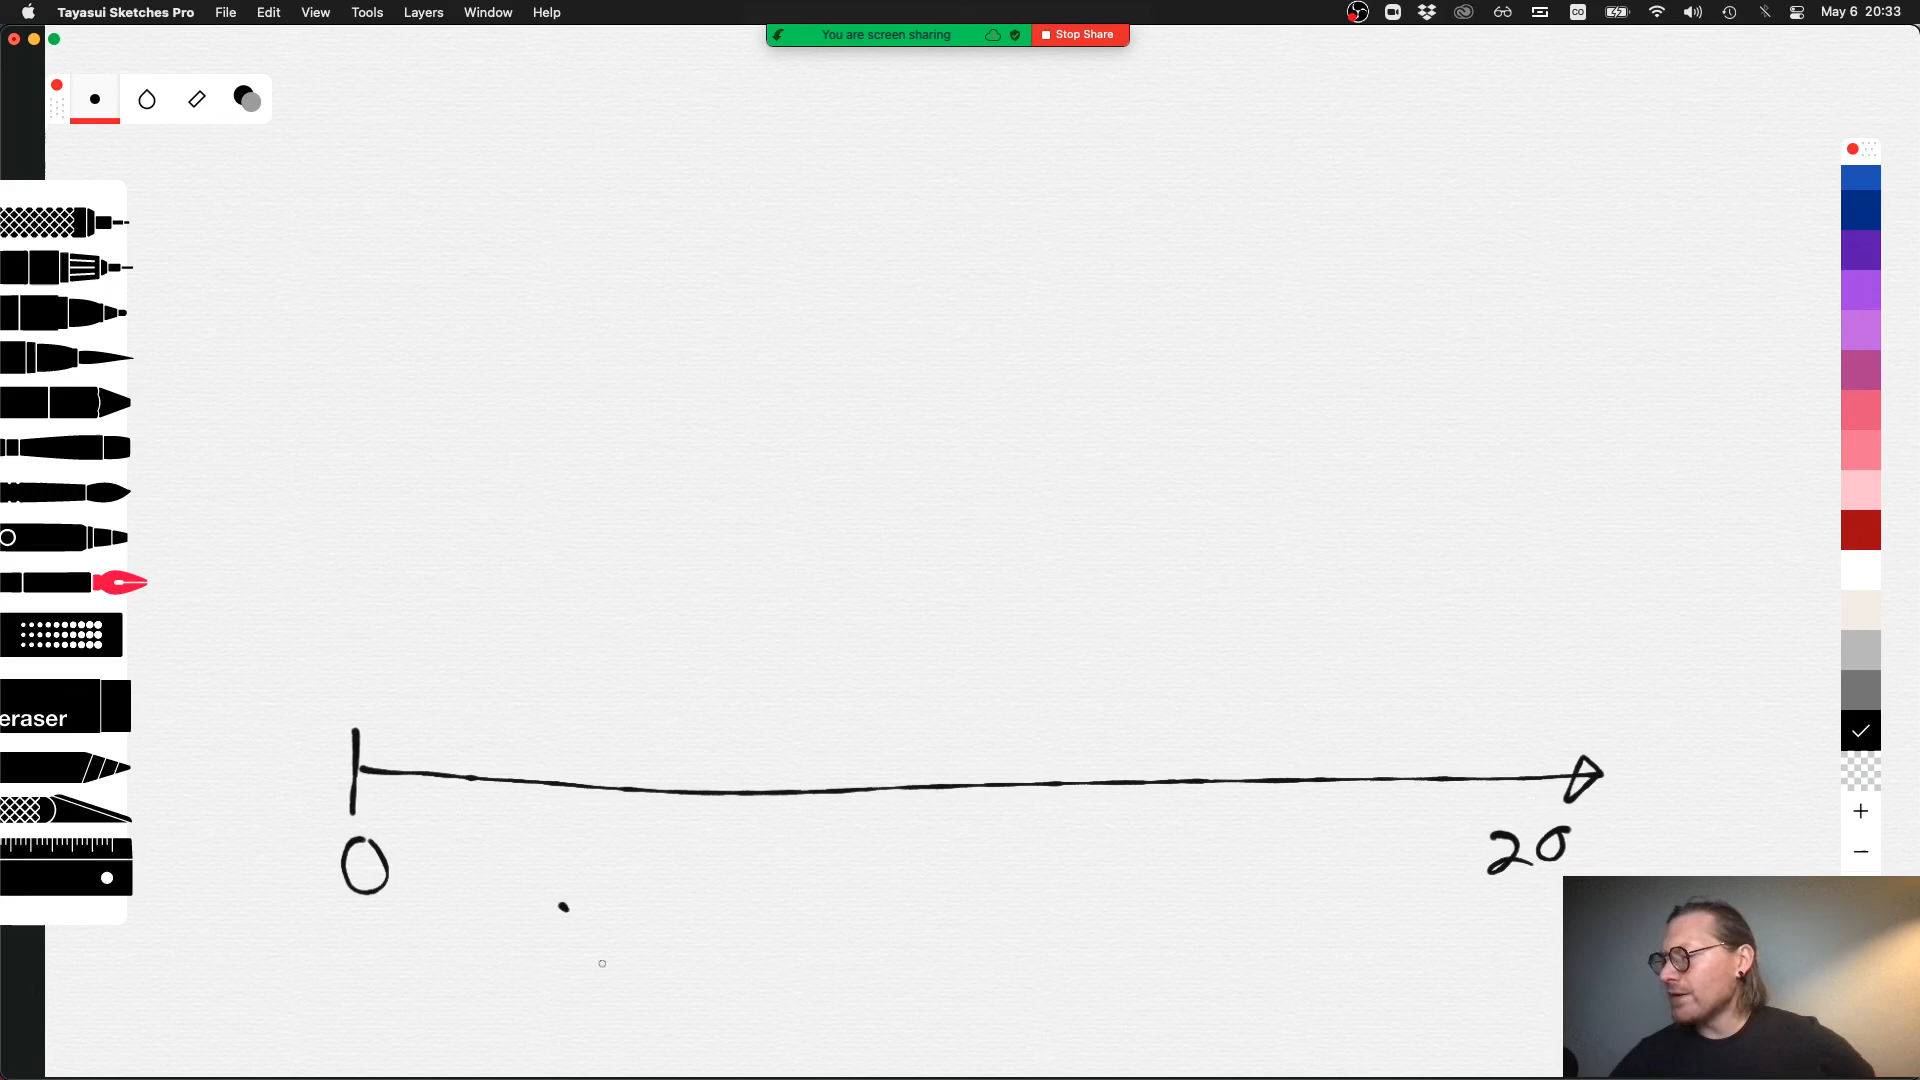 Tayasui Sketches Pro File Edit View Tools Layers Window Help May 6 20:33
You are screen sharing Stop Share
eraser
0 20